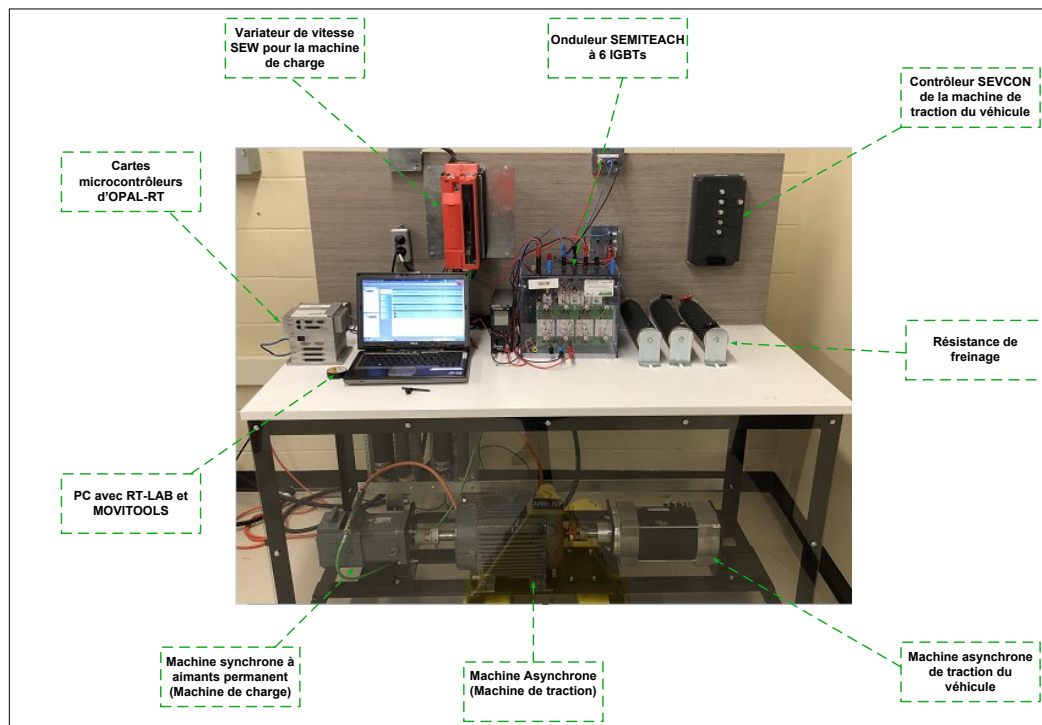 Variateur de vitesse
SEW pour la machine
de charge
Onduleur SEMITEACH
à 6 IGBTs
Contrôleur SEVCON
de la machine de
traction du véhicule
Cartes
microcontrôleurs
d'OPAL-RT
Résistance de
freinage
PC avec RT-LAB et
MOVITOOLS
Machine synchrone à
aimants permanent
(Machine de charge)
Machine Asynchrone
(Machine de traction)
Machine asynchrone
de traction du
véhicule